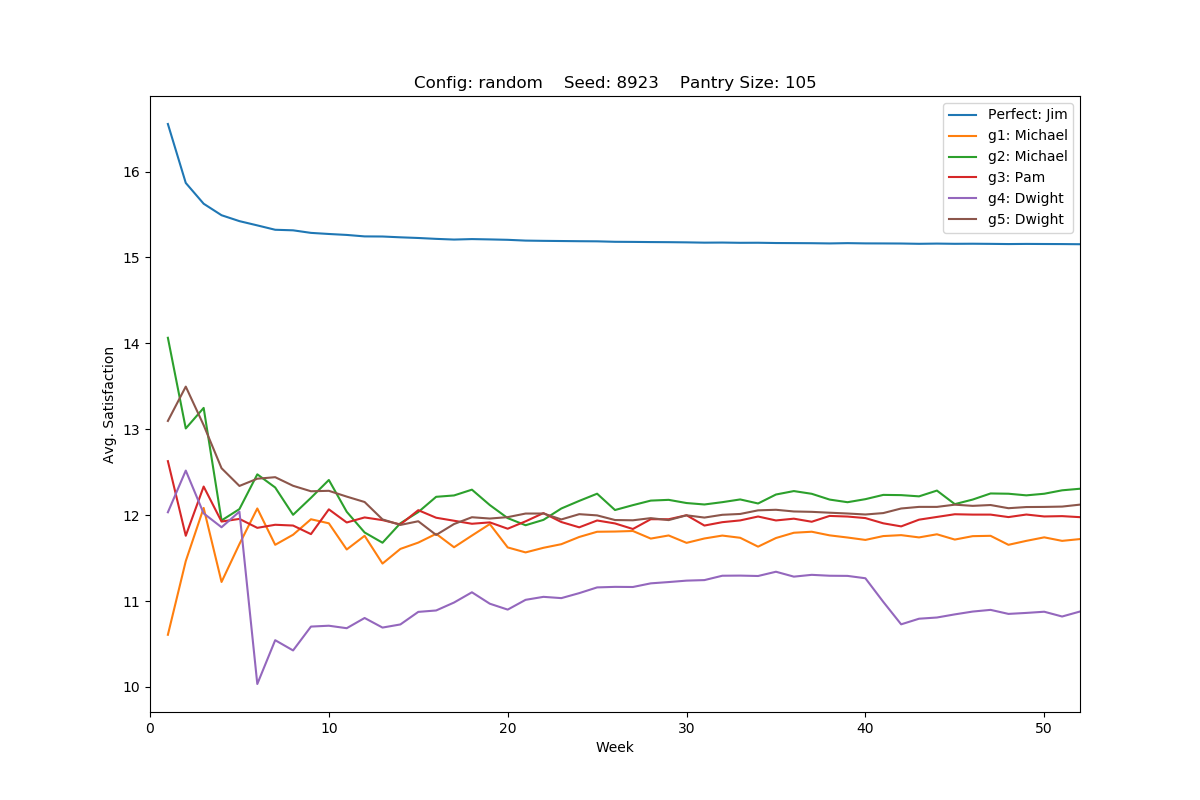 Config: random    Seed: 8923    Pantry Size: 105
Perfect: Jim
g1: Michael
g2: Michael
g3: Pam
g4: Dwight
g5: Dwight
Avg. Satisfaction
16
15
14
13
12
11
10
0 10 20 30 40 50
Week